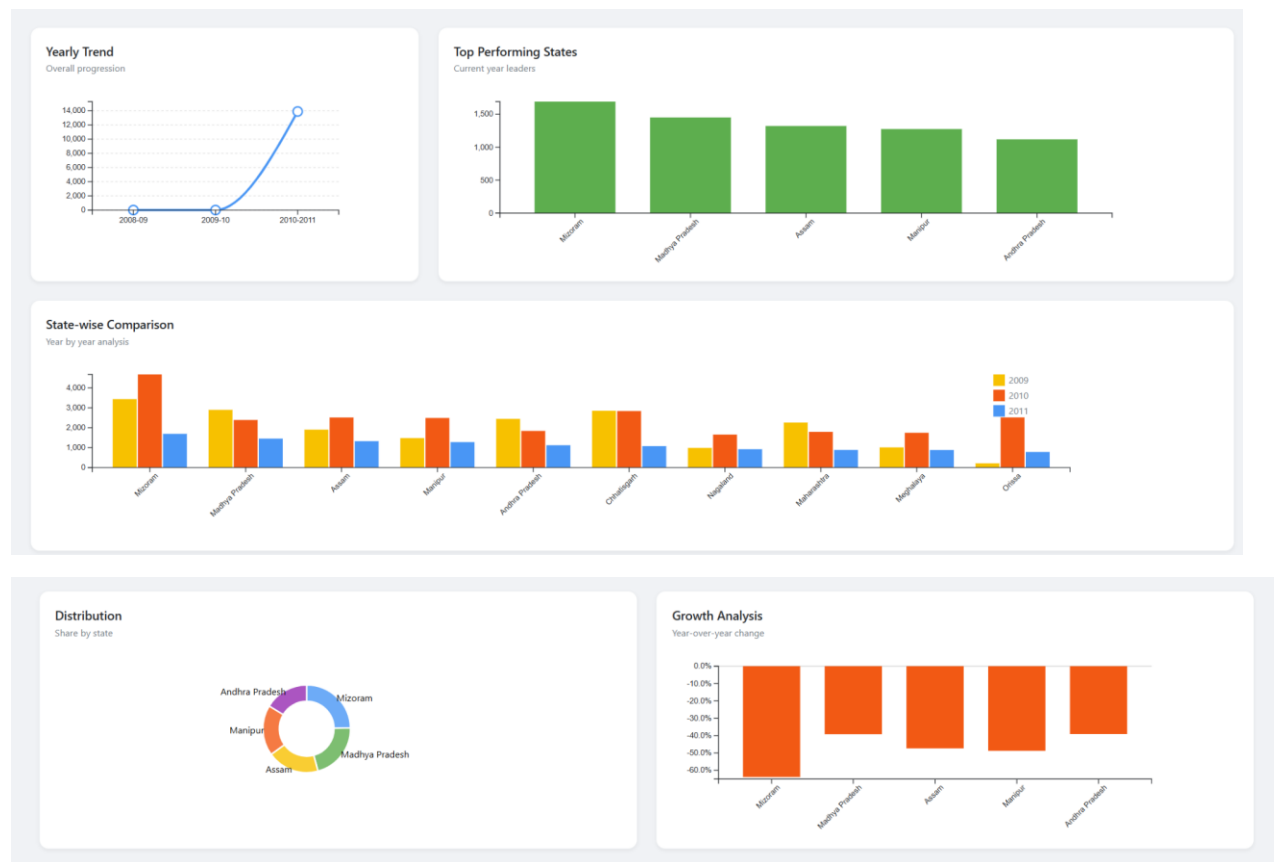 Yearly Trend
Overall progression
14,000
12,000
10,000
8,000
6,000
4,000
2,000
0
2008-09
2009-10
2010-2011
Top Performing States
Current year leaders
1,500
1,000
500
0
Mizoram
Madhya Pradesh
Assam
Manipur
Andhra Pradesh
State-wise Comparison
Year by year analysis
4,000
3,000
2,000
1,000
0
2009
2010
2011
Mizoram
Madhya Pradesh
Assam
Manipur
Andhra Pradesh
Chhatisgarh
Nagaland
Maharashtra
Meghalaya
Orissa
Distribution
Share by state
Andhra Pradesh
Mizoram
Manipur
Madhya Pradesh
Assam
Growth Analysis
Year-over-year change
0.0%
-10.0%
-20.0%
-30.0%
-40.0%
-50.0%
-60.0%
Mizoram
Madhya Pradesh
Assam
Manipur
Andhra Pradesh